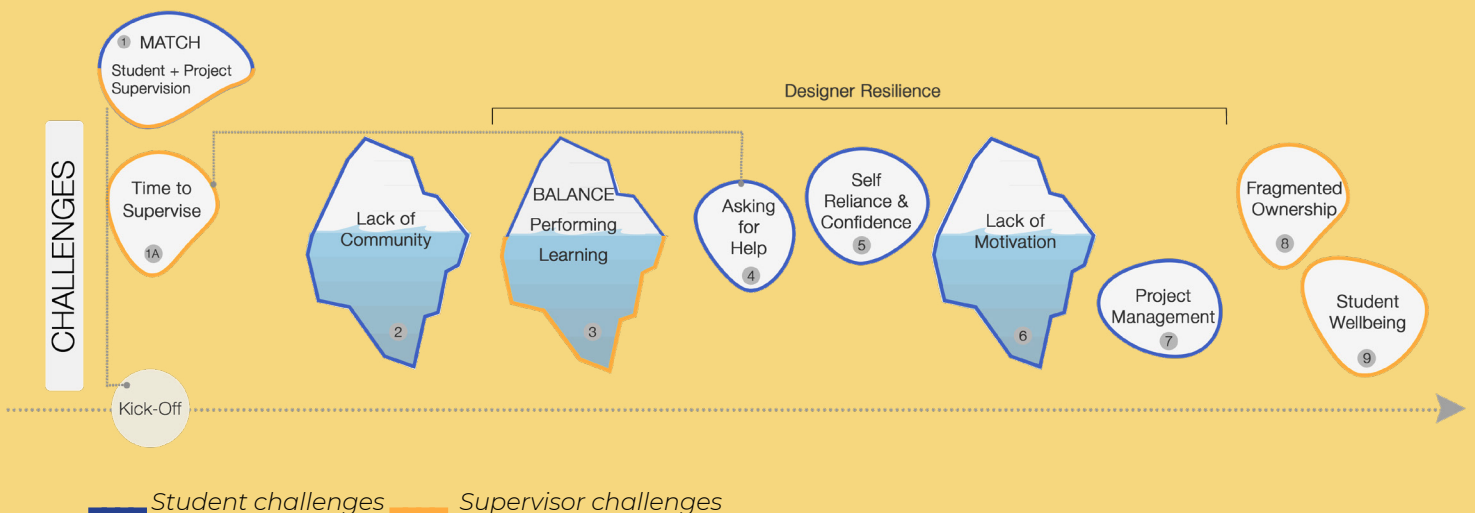 1 MATCH
Student + Project
Supervision
Designer Resilience
CHALLENGES
Time to
Supervise
1A
Lack of
Community
2
BALANCE
Performing
Learning
3
Asking
for
Help
4
Self
Reliance &
Confidence
5
Lack of
Motivation
6
Project
Management
7
Fragmented
Ownership
8
Student
Wellbeing
9
Kick-Off
Student challenges
Supervisor challenges